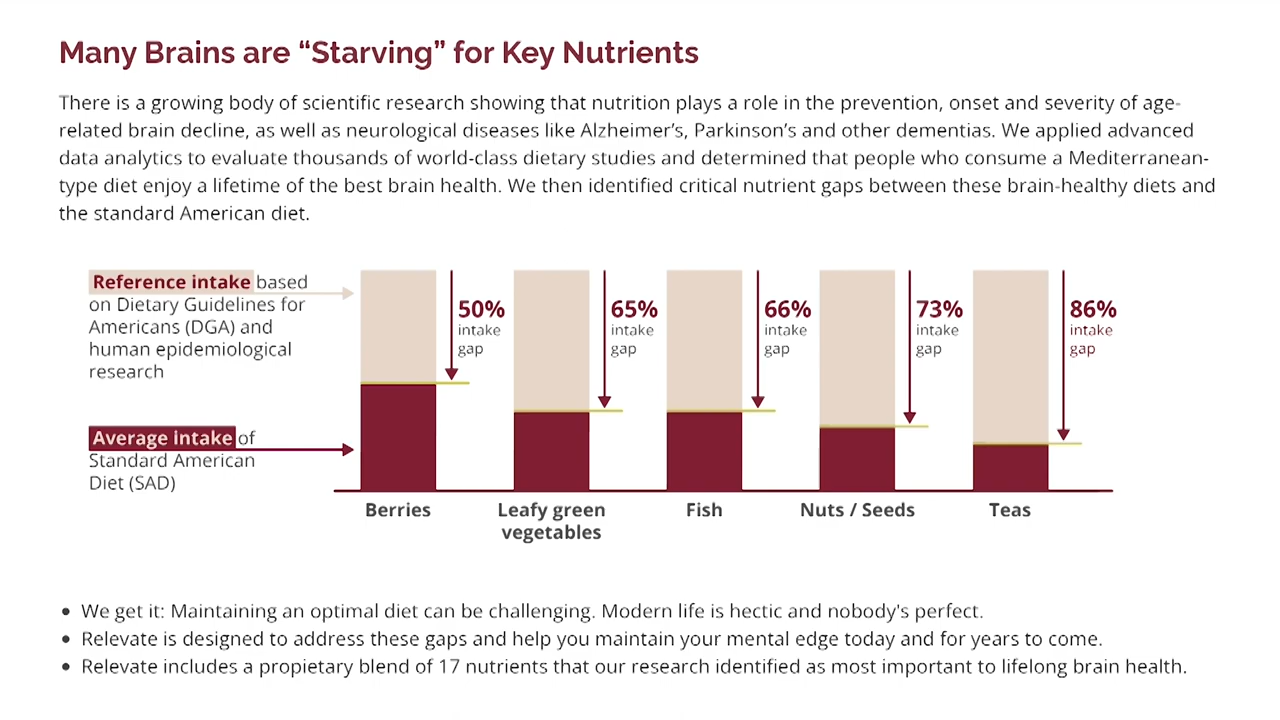 Many Brains are “Starving” for Key Nutrients
There is a growing body of scientific research showing that nutrition plays a role in the prevention, onset and severity of age-
related brain decline, as well as neurological diseases like Alzheimer’s, Parkinson’s and other dementias. We applied advanced
data analytics to evaluate thousands of world-class dietary studies and determined that people who consume a Mediterranean-
type diet enjoy a lifetime of the best brain health. We then identified critical nutrient gaps between these brain-healthy diets and
the standard American diet.
Reference intake based
on Dietary Guidelines for
Americans (DGA) and
human epidemiological
research
Average intake of
Standard American
Diet (SAD)
50%
intake
gap
65%
intake
gap
66%
intake
gap
73%
intake
gap
86%
intake
gap
Berries
Leafy green
vegetables
Fish
Nuts / Seeds
Teas
• We get it: Maintaining an optimal diet can be challenging. Modern life is hectic and nobody's perfect.
• Relevate is designed to address these gaps and help you maintain your mental edge today and for years to come.
• Relevate includes a propietary blend of 17 nutrients that our research identified as most important to lifelong brain health.